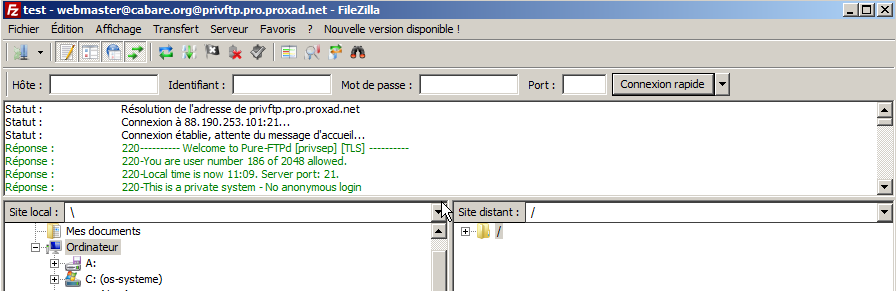 test - webmaster@cabare.org@privftp.pro.proxad.net - FileZilla
Fichier Édition Affichage Transfert Serveur Favoris ? Nouvelle version disponible !
Hôte : Identifiant : Mot de passe : Port : Connexion rapide
Statut : Résolution de l'adresse de privftp.pro.proxad.net
Statut : Connexion à 88.190.253.101:21...
Statut : Connexion établie, attente du message d'accueil...
Réponse : 220---------- Welcome to Pure-FTPd [privsep] [TLS] ----------
Réponse : 220-You are user number 186 of 2048 allowed.
Réponse : 220-Local time is now 11:09. Server port: 21.
Réponse : 220-This is a private system - No anonymous login
Site local : \ Site distant : /
Mes documents /
Ordinateur
A:
C: (os-systeme)